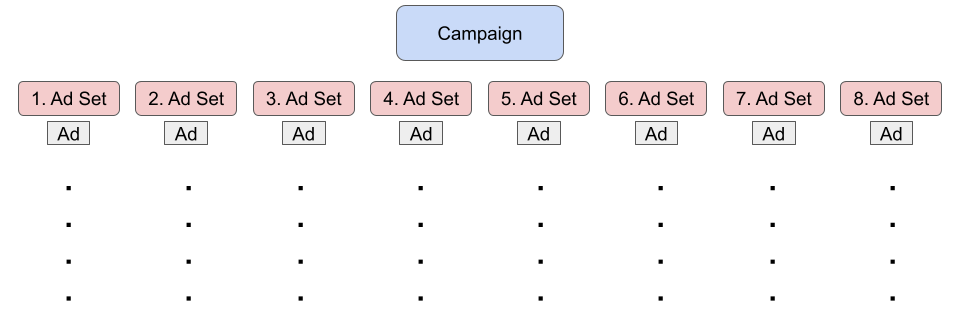 Campaign
1. Ad Set 2. Ad Set 3. Ad Set 4. Ad Set 5. Ad Set 6. Ad Set 7. Ad Set 8. Ad Set
Ad Ad Ad Ad Ad Ad Ad Ad